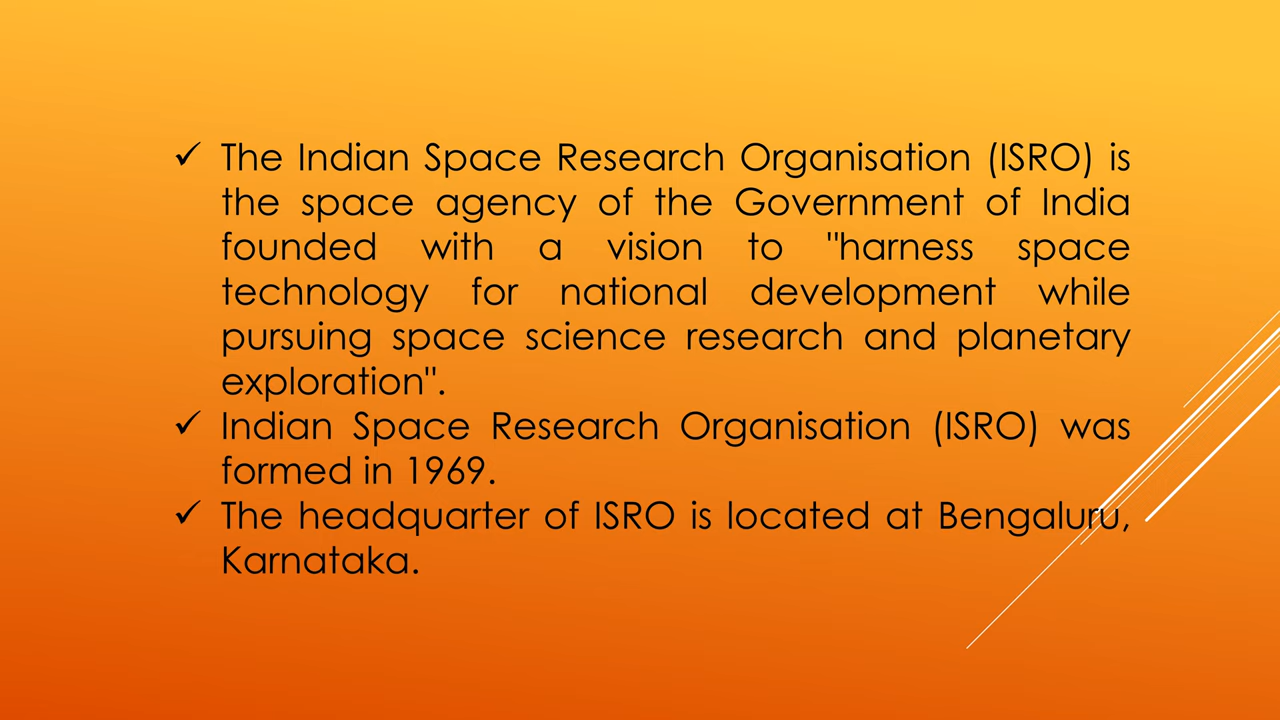 ✓ The Indian Space Research Organisation (ISRO) is
the space agency of the Government of India
founded with a vision to "harness space
technology for national development while
pursuing space science research and planetary
exploration".
✓ Indian Space Research Organisation (ISRO) was
formed in 1969.
✓ The headquarter of ISRO is located at Bengaluru,
Karnataka.